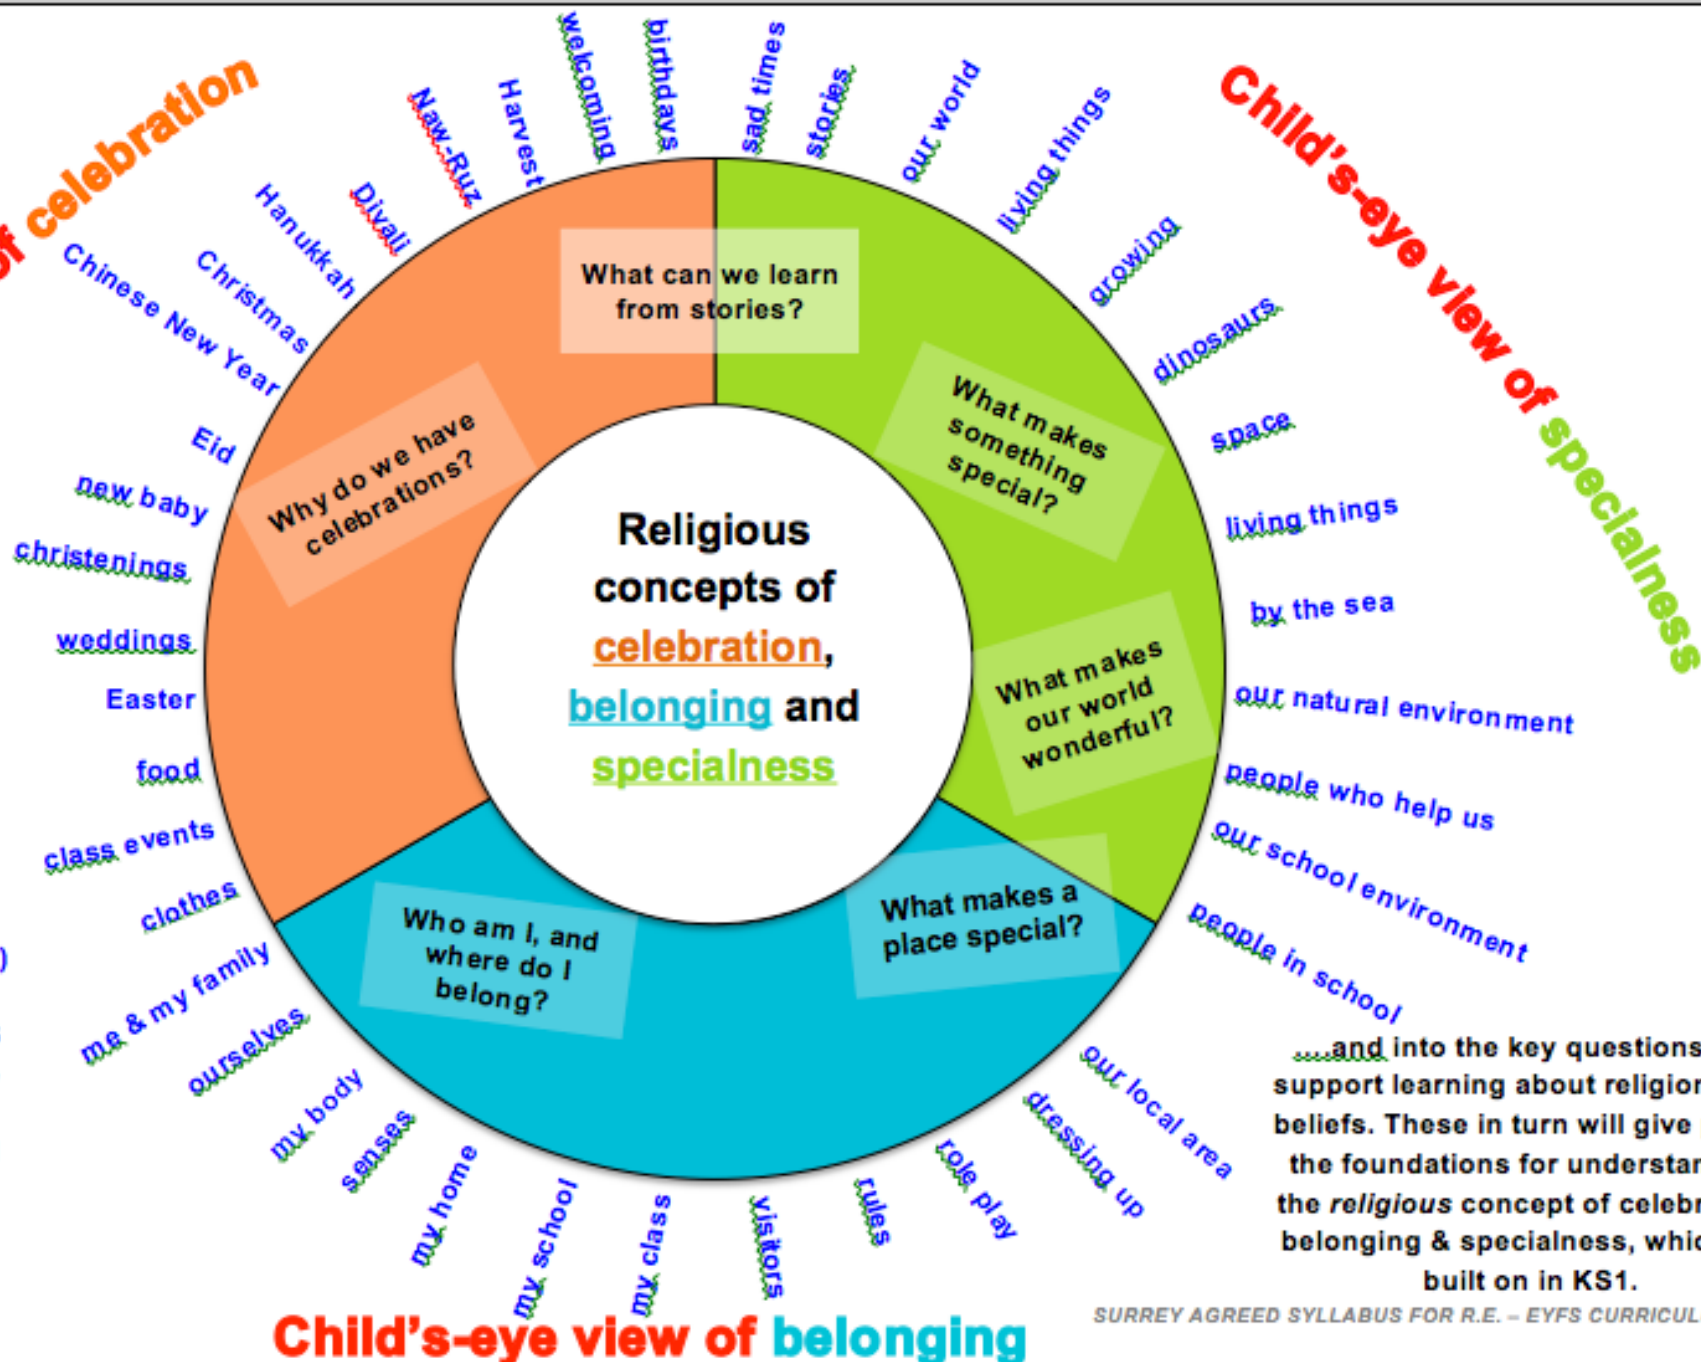 of celebration
Child's-eye view of specialness
welcoming
birthdays
sad times
stories
our world
living things
growing
dinosaurs
space
living things
by the sea
our natural environment
people who help us
our school environment
people in school
our local area
dressing up
role play
rules
visitors
my class
my school
my home
senses
my body
ourselves
me & my family
clothes
class events
food
Easter
weddings
christenings
new baby
Eid
Chinese New Year
Christmas
Hanukkah
Divali
Naw-Ruz
Harvest
What can we learn
from stories?
What makes
something
special?
What makes
our world
wonderful?
What makes a
place special?
Who am I, and
where do I
belong?
Why do we have
celebrations?
Religious
concepts of
celebration,
belonging and
specialness
....and into the key questions
support learning about religion
beliefs. These in turn will give
the foundations for understan
the religious concept of celebr
belonging & specialness, whic
built on in KS1.
SURREY AGREED SYLLABUS FOR R.E. – EYFS CURRICUL
Child's-eye view of belonging